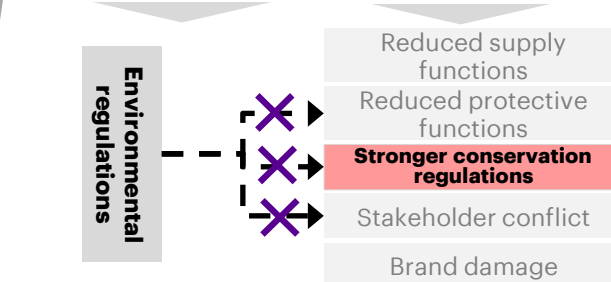 Environmental
regulations
Reduced supply
functions
Reduced protective
functions
Stronger conservation
regulations
Stakeholder conflict
Brand damage